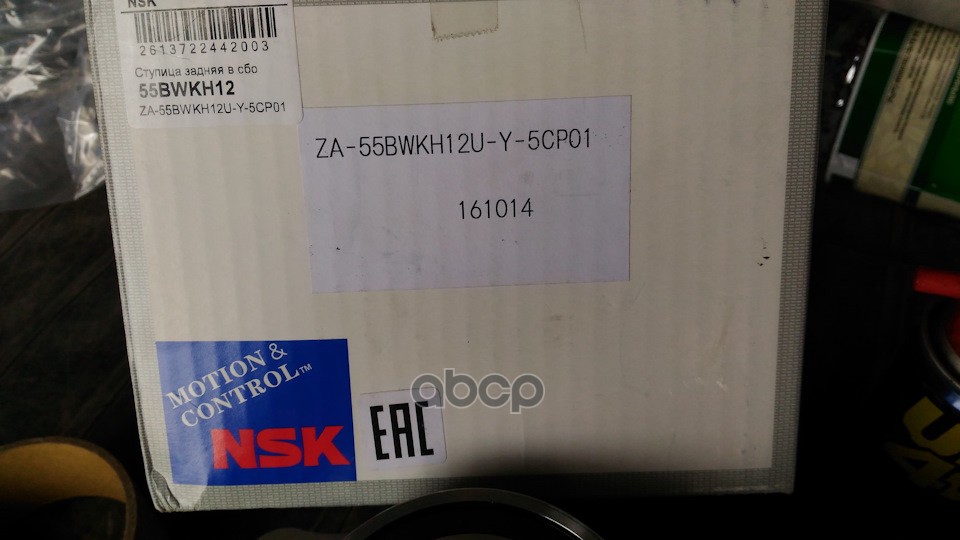 NSK
2613722442003
Ступица задняя в сбо
55BWKH12
ZA-55BWKH12U-Y-5CP01
ZA-55BWKH12U-Y-5CP01
161014
MOTION &
CONTROL™
NSK
EAC
abcp